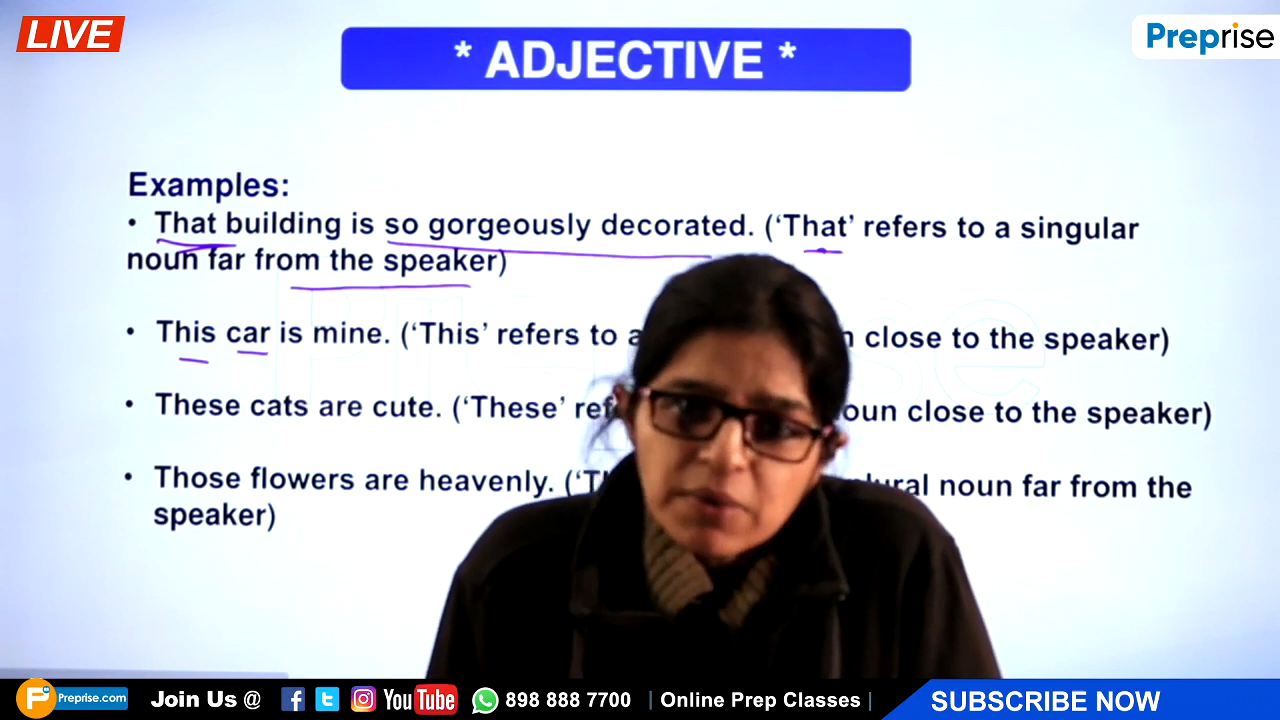 LIVE
* ADJECTIVE *
Preprise
Examples:
• That building is so gorgeously decorated. (‘That’ refers to a singular
noun far from the speaker)
• This car is mine. (‘This’ refers to close to the speaker)
• These cats are cute. (‘These’ noun close to the speaker)
• Those flowers are heavenly. ( noun far from the
speaker)
Preprise.com Join Us @ YouTube 898 888 7700 | Online Prep Classes | SUBSCRIBE NOW